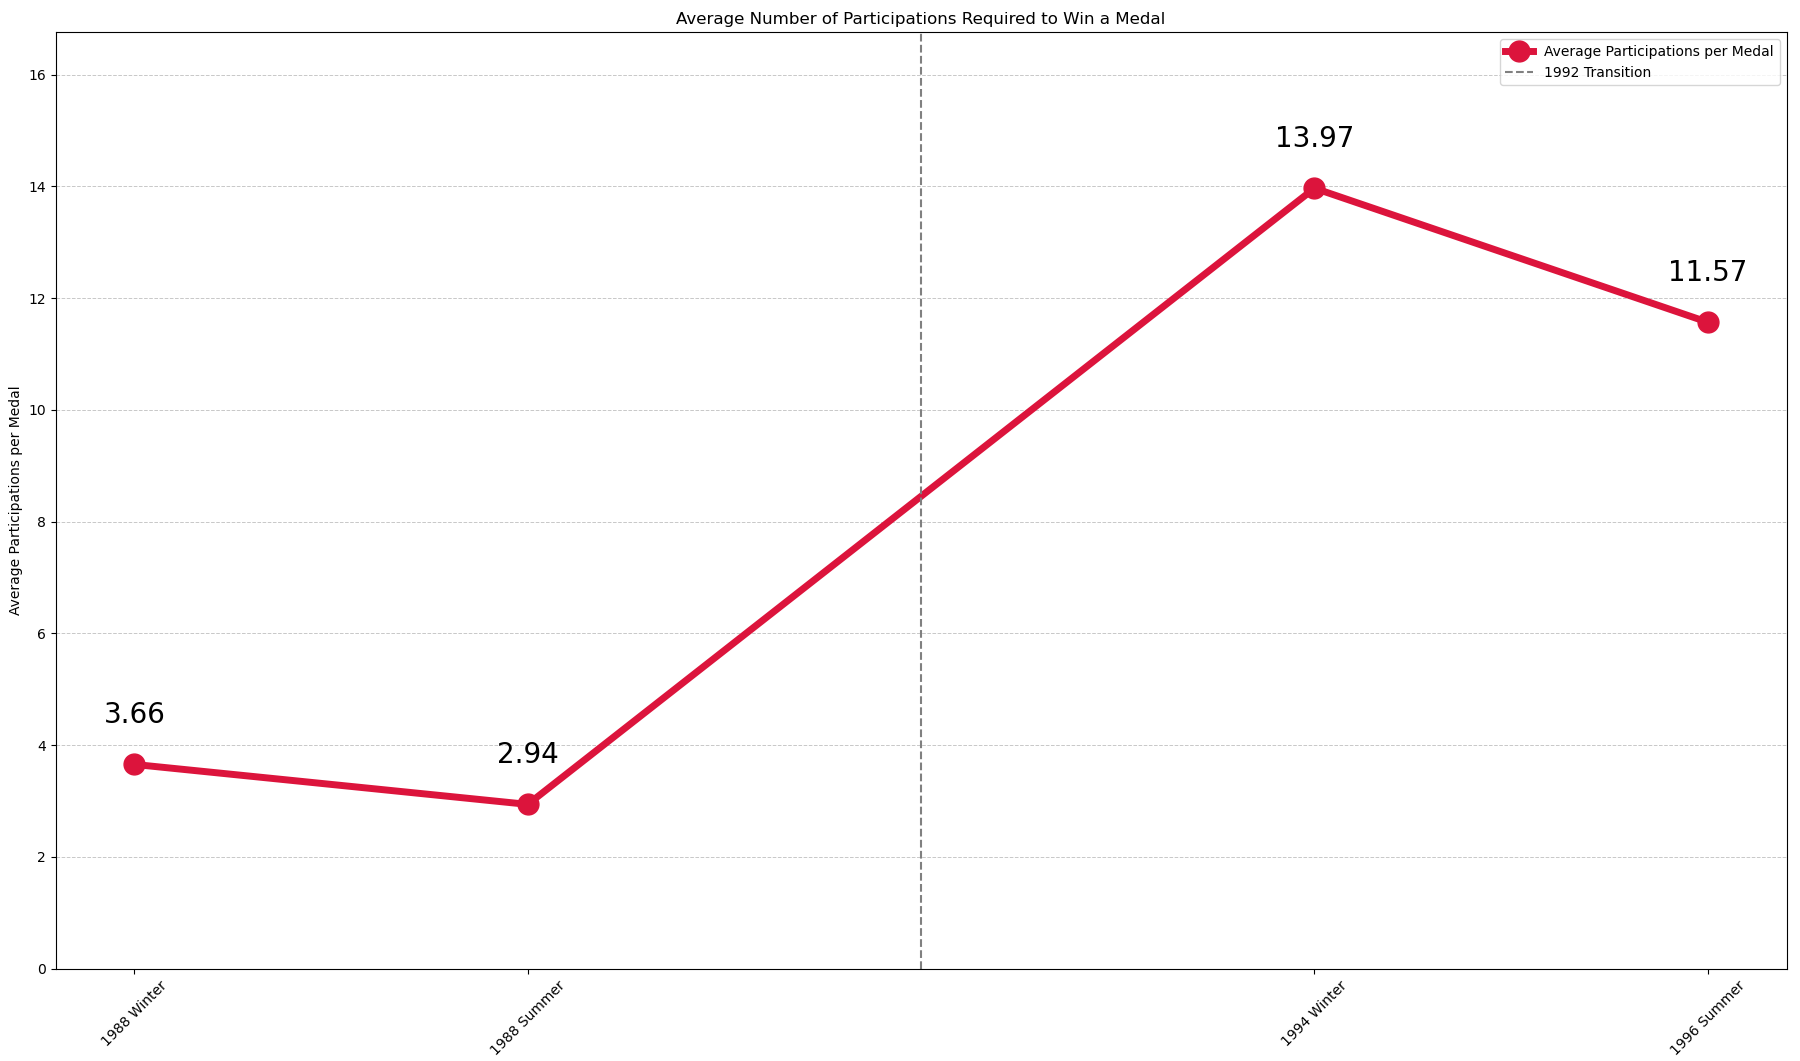 Average Number of Participations Required to Win a Medal
Average Participations per Medal
1992 Transition
16
14
12
10
8
6
4
2
0
Average Participations per Medal
3.66
2.94
13.97
11.57
1988 Winter
1988 Summer
1994 Winter
1996 Summer